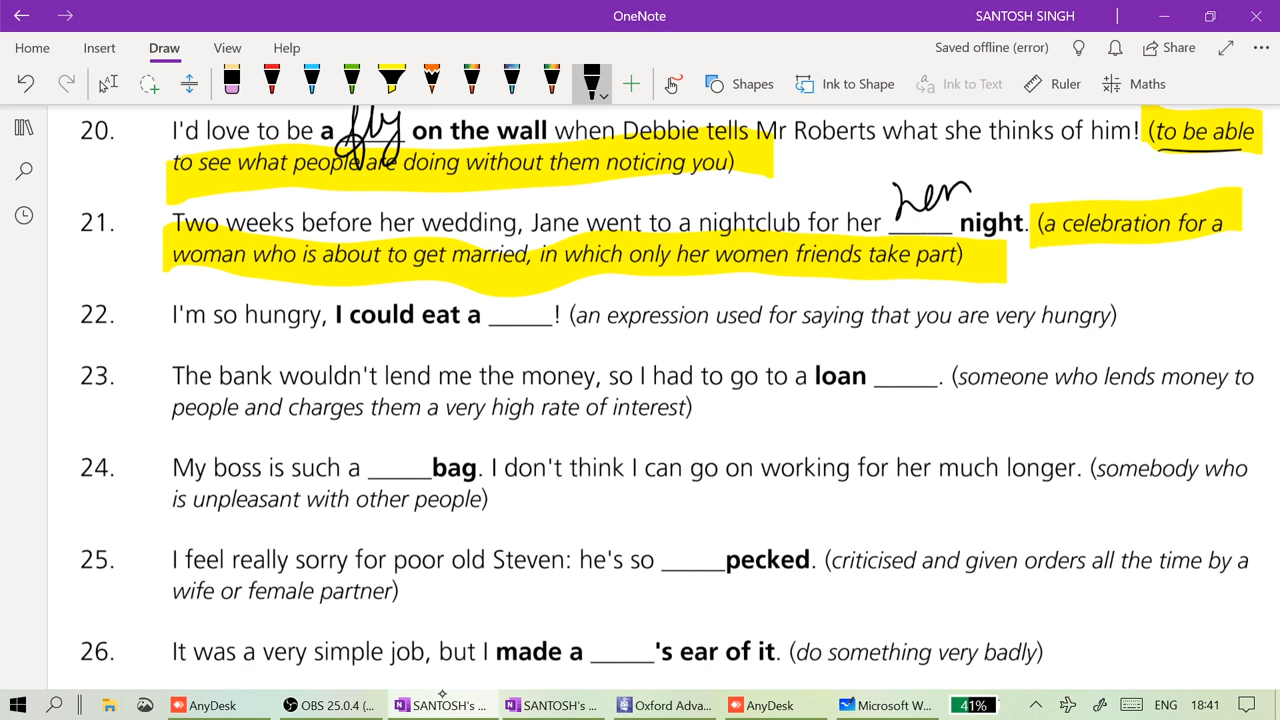 OneNote
SANTOSH SINGH
Home Insert Draw View Help
Saved offline (error) Share
Shapes Ink to Shape Ink to Text Ruler Maths
20. I'd love to be a fly on the wall when Debbie tells Mr Roberts what she thinks of him! (to be able
to see what people are doing without them noticing you)
21. Two weeks before her wedding, Jane went to a nightclub for her hen night. (a celebration for a
woman who is about to get married, in which only her women friends take part)
22. I'm so hungry, I could eat a _____! (an expression used for saying that you are very hungry)
23. The bank wouldn't lend me the money, so I had to go to a loan _____. (someone who lends money to
people and charges them a very high rate of interest)
24. My boss is such a _____bag. I don't think I can go on working for her much longer. (somebody who
is unpleasant with other people)
25. I feel really sorry for poor old Steven: he's so _____pecked. (criticised and given orders all the time by a
wife or female partner)
26. It was a very simple job, but I made a _____'s ear of it. (do something very badly)
AnyDesk OBS 25.0.4 (... SANTOSH's ... SANTOSH's ... Oxford Adva... AnyDesk Microsoft W... 41% ENG 18:41